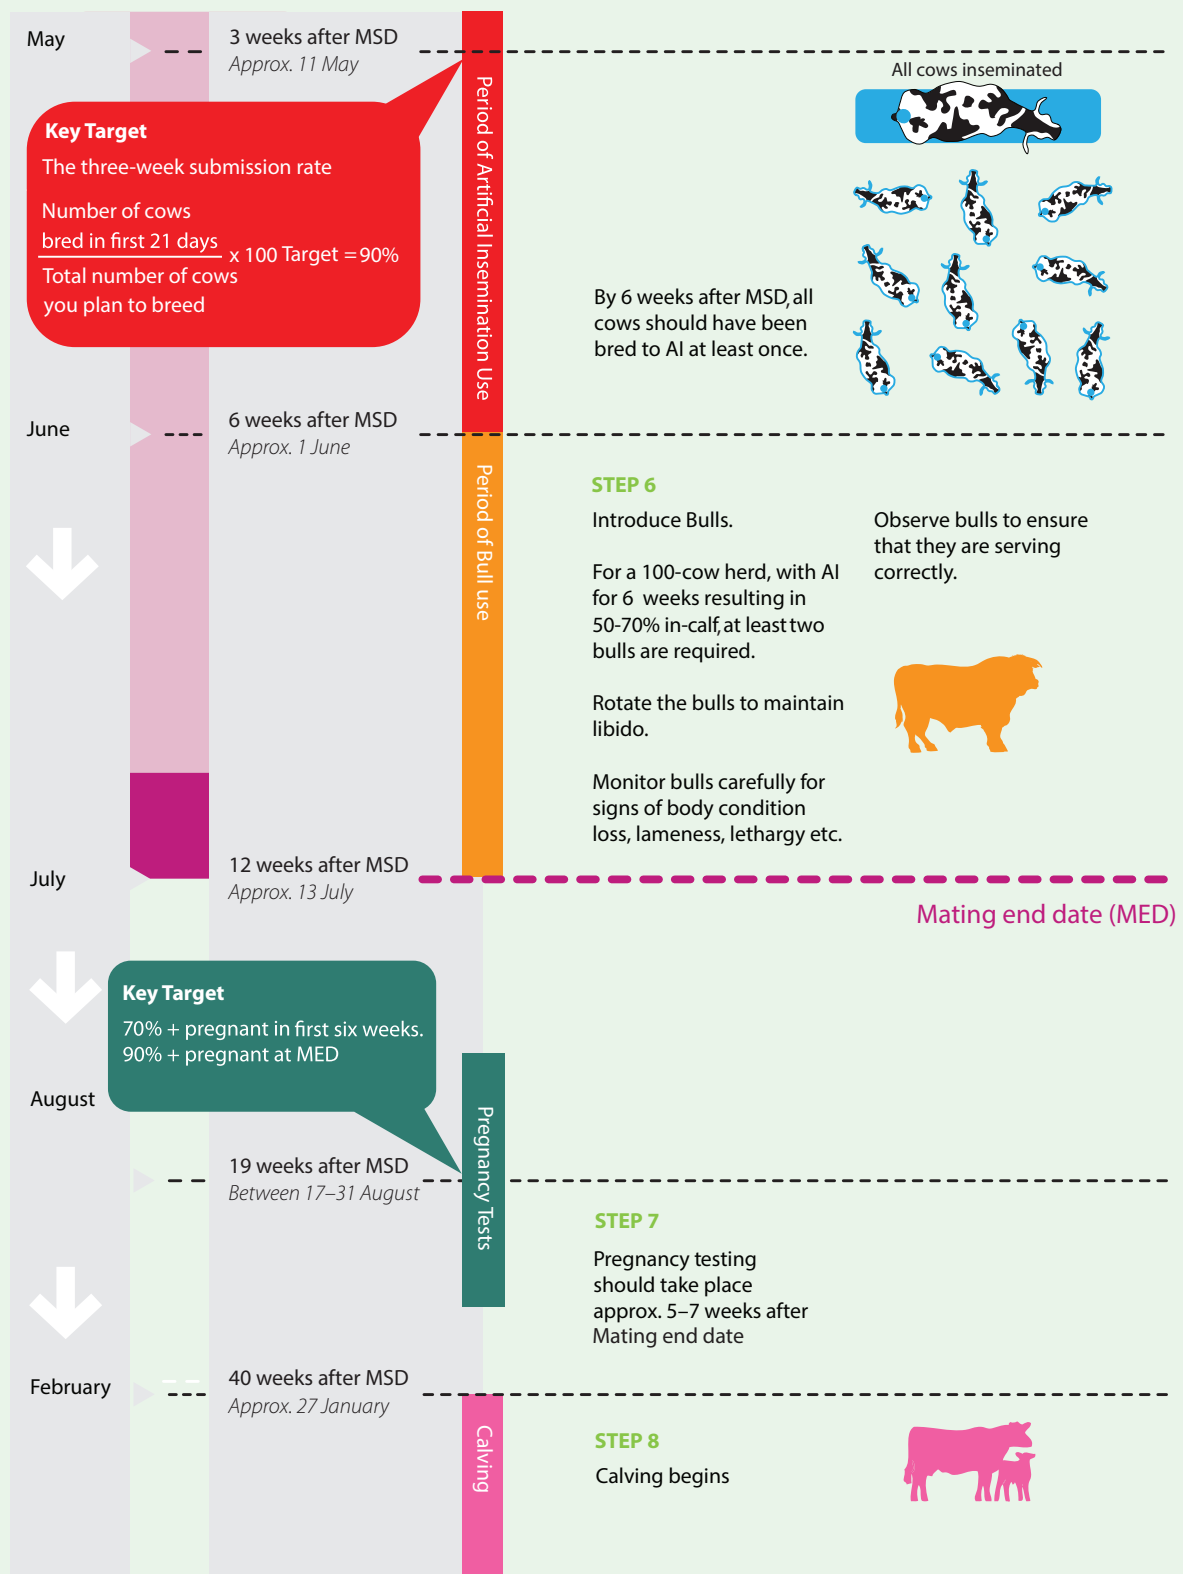 May
3 weeks after MSD
Approx. 11 May
All cows inseminated
Key Target
The three-week submission rate
Number of cows
bred in first 21 days
x 100 Target = 90%
Total number of cows
you plan to breed
Period of Artificial Insemination Use
By 6 weeks after MSD, all
cows should have been
bred to AI at least once.
June
6 weeks after MSD
Approx. 1 June
Period of Bull use
STEP 6
Introduce Bulls.
For a 100-cow herd, with AI
for 6 weeks resulting in
50-70% in-calf, at least two
bulls are required.
Rotate the bulls to maintain
libido.
Monitor bulls carefully for
signs of body condition
loss, lameness, lethargy etc.
Observe bulls to ensure
that they are serving
correctly.
July
12 weeks after MSD
Approx. 13 July
Mating end date (MED)
Key Target
70% + pregnant in first six weeks.
90% + pregnant at MED
August
Pregnancy Tests
19 weeks after MSD
Between 17–31 August
STEP 7
Pregnancy testing
should take place
approx. 5–7 weeks after
Mating end date
February
40 weeks after MSD
Approx. 27 January
Calving
STEP 8
Calving begins